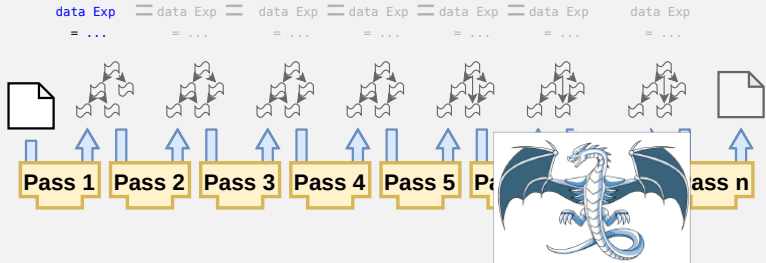 data Exp = data Exp = data Exp = data Exp = data Exp = data Exp data Exp
= ... = ... = ... = ... = ... = ... = ...
Pass 1 Pass 2 Pass 3 Pass 4 Pass 5 Pa ass n